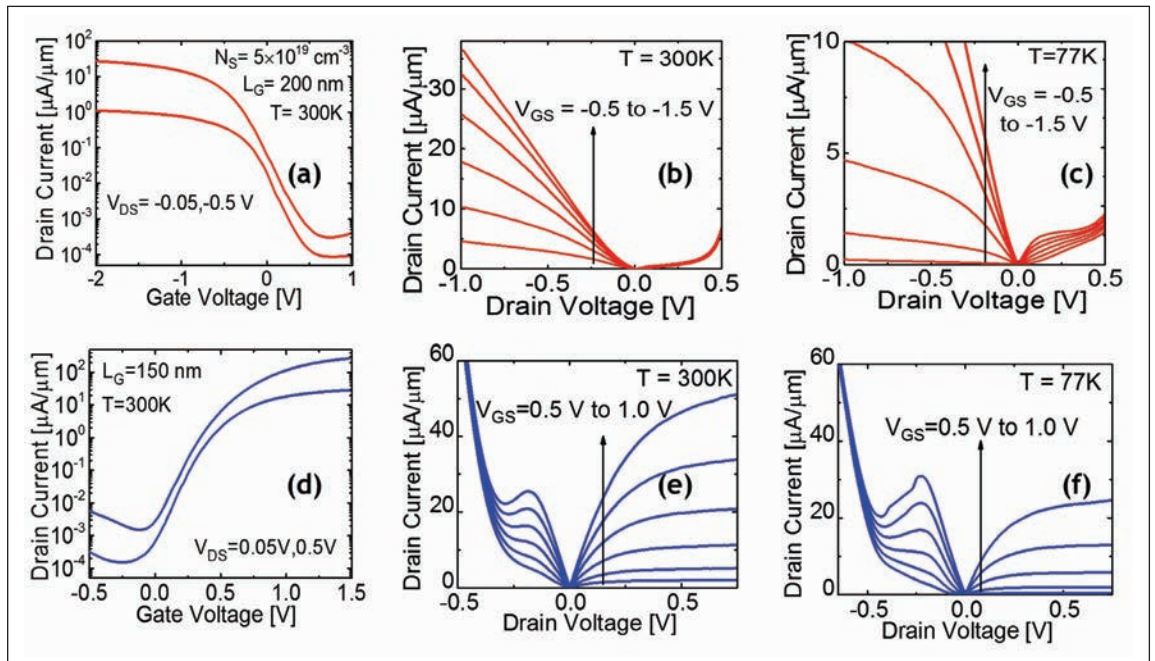 Drain Current [µA/µm]
10²
10¹
10⁰
10⁻¹
10⁻²
10⁻³
10⁻⁴
N_S = 5×10¹⁹ cm⁻³
L_G= 200 nm
T= 300K
(a)
V_DS= -0.05,-0.5 V
-2 -1 0 1
Gate Voltage [V]
Drain Current [µA/µm]
30
20
10
0
T = 300K
V_GS = -0.5 to -1.5 V
(b)
-1.0 -0.5 0.0 0.5
Drain Voltage [V]
Drain Current [µA/µm]
10
5
0
T=77K
V_GS = -0.5
to -1.5 V
(c)
-1.0 -0.5 0.0 0.5
Drain Voltage [V]
Drain Current [µA/µm]
10²
10¹
10⁰
10⁻¹
10⁻²
10⁻³
10⁻⁴
L_G=150 nm
T=300K
(d)
V_DS=0.05V,0.5V
-0.5 0.0 0.5 1.0 1.5
Gate Voltage [V]
Drain Current [µA/µm]
60
40
20
0
T = 300K
V_GS=0.5 V to 1.0 V
(e)
-0.5 0.0 0.5
Drain Voltage [V]
Drain Current [µA/µm]
60
40
20
0
T = 77K
V_GS=0.5 V to 1.0 V
(f)
-0.5 0.0 0.5
Drain Voltage [V]